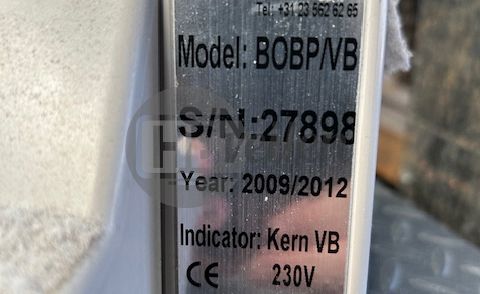 Tel: +31 23 562 62 65
Model: BOBP/VB
S/N:27898
Year: 2009/2012
Indicator: Kern VB
CE 230V